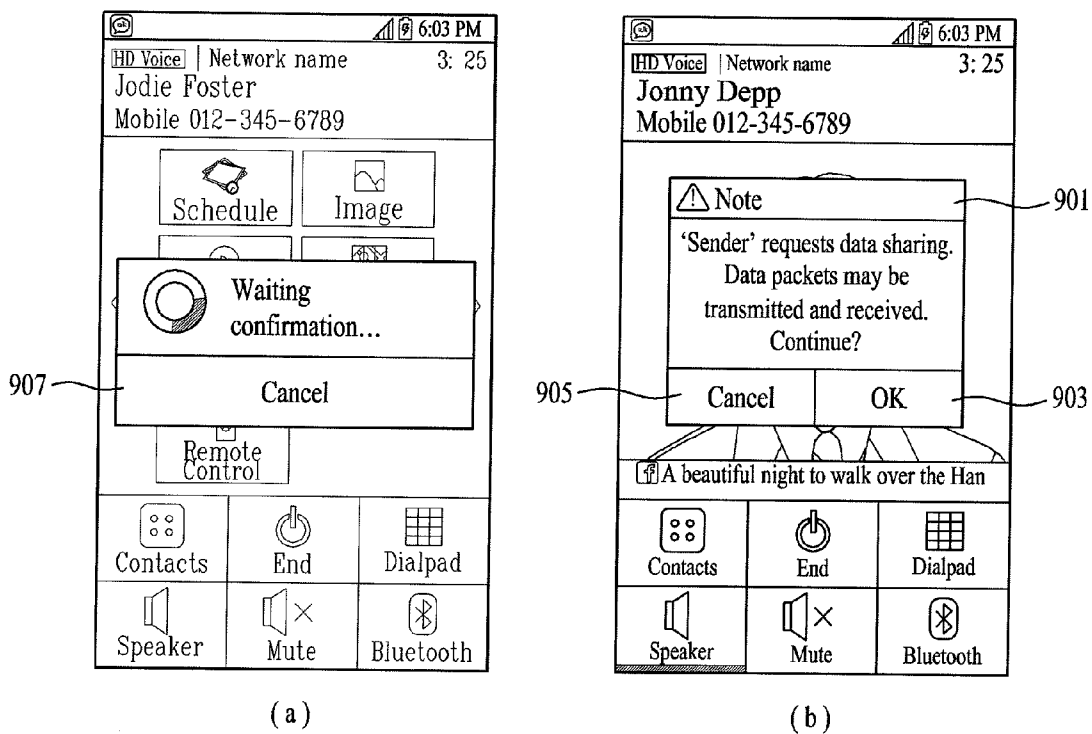 6:03 PM
HD Voice | Network name 3: 25
Jodie Foster
Mobile 012-345-6789
Schedule Image
Waiting
confirmation...
907
Cancel
Remote
Control
Contacts End Dialpad
Speaker Mute Bluetooth
(a)
6:03 PM
HD Voice | Network name 3: 25
Jonny Depp
Mobile 012-345-6789
Note
901
'Sender' requests data sharing.
Data packets may be
transmitted and received.
Continue?
905 Cancel OK 903
f A beautiful night to walk over the Han
Contacts End Dialpad
Speaker Mute Bluetooth
(b)